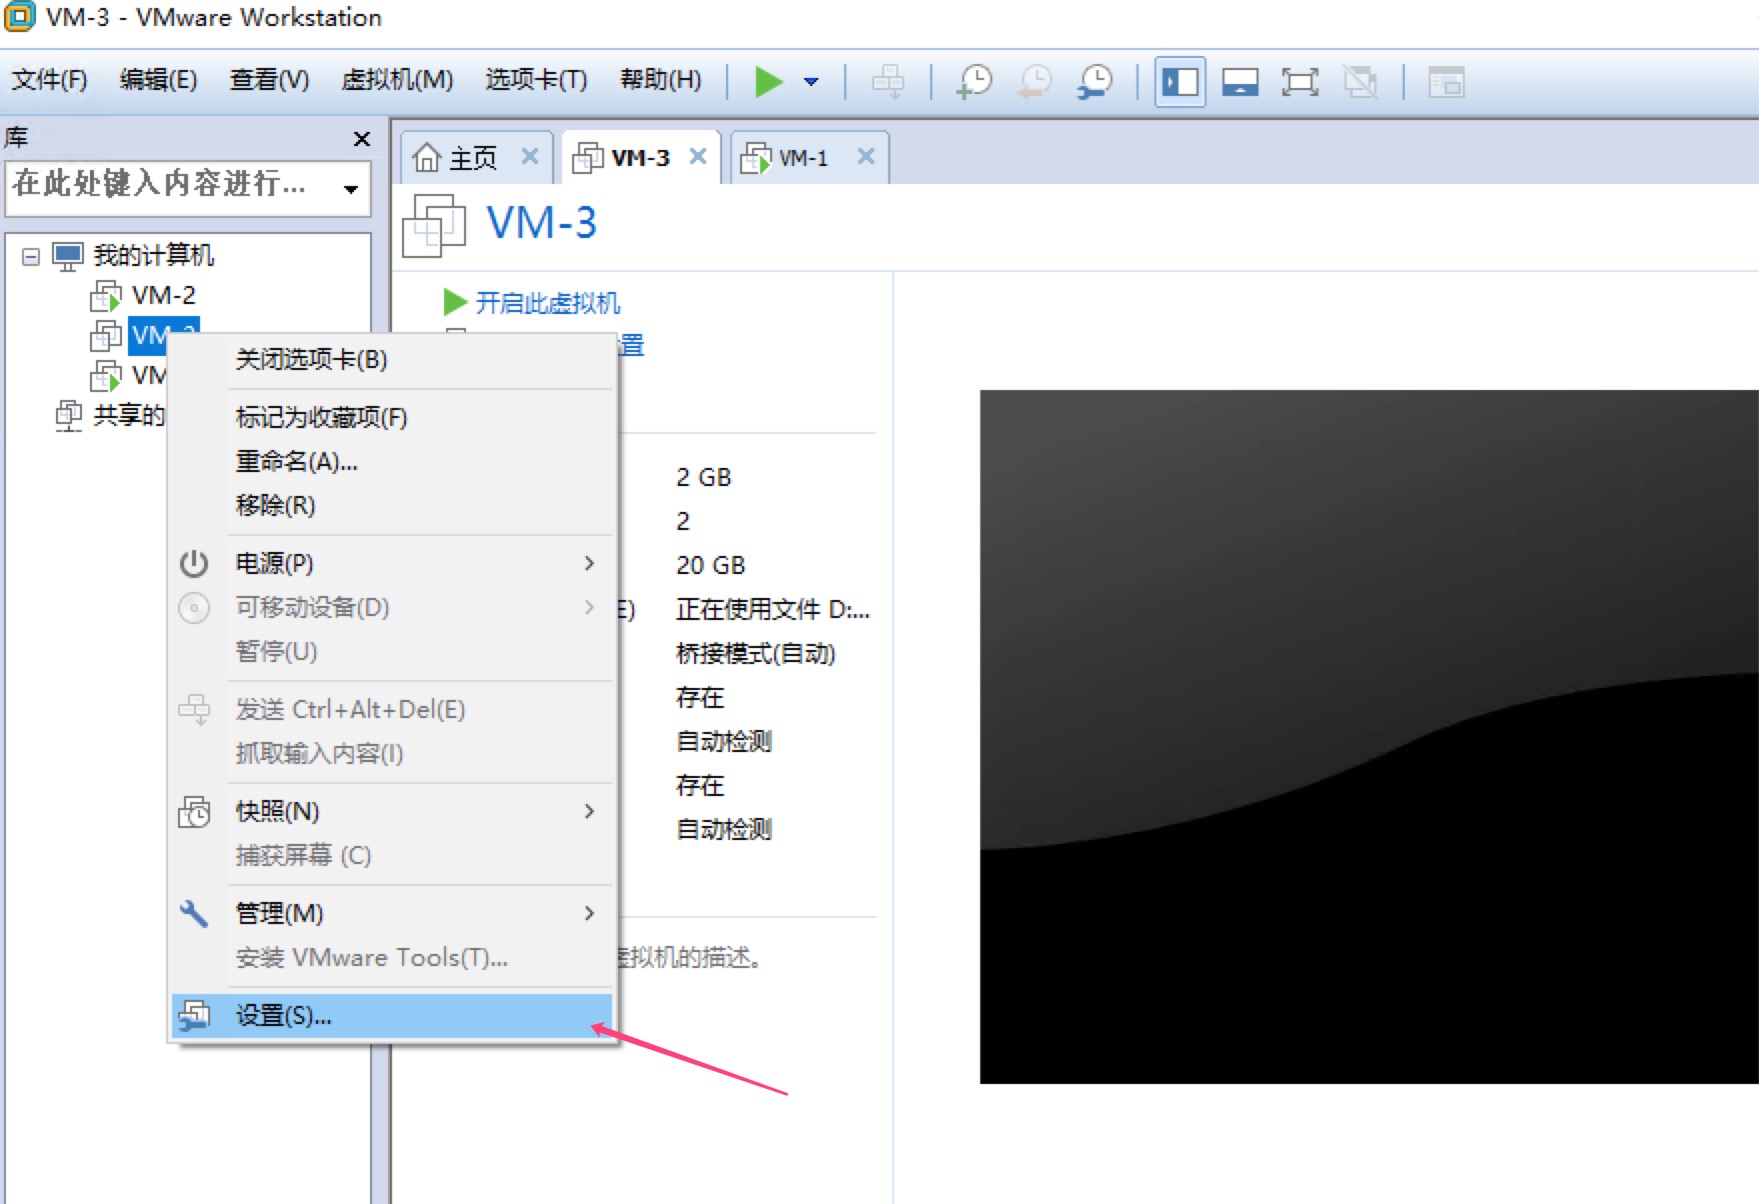 VM-3 - VMware Workstation
文件(F) 编辑(E) 查看(V) 虚拟机(M) 选项卡(T) 帮助(H)
库
在此处键入内容进行...
我的计算机
VM-2
VM-3
VM
共享的
主页 VM-3 VM-1
VM-3
开启此虚拟机
置
2 GB
2
20 GB
E) 正在使用文件 D:...
桥接模式(自动)
存在
自动检测
存在
自动检测
虚拟机的描述。
关闭选项卡(B)
标记为收藏项(F)
重命名(A)...
移除(R)
电源(P)
可移动设备(D)
暂停(U)
发送 Ctrl+Alt+Del(E)
抓取输入内容(I)
快照(N)
捕获屏幕 (C)
管理(M)
安装 VMware Tools(T)...
设置(S)...